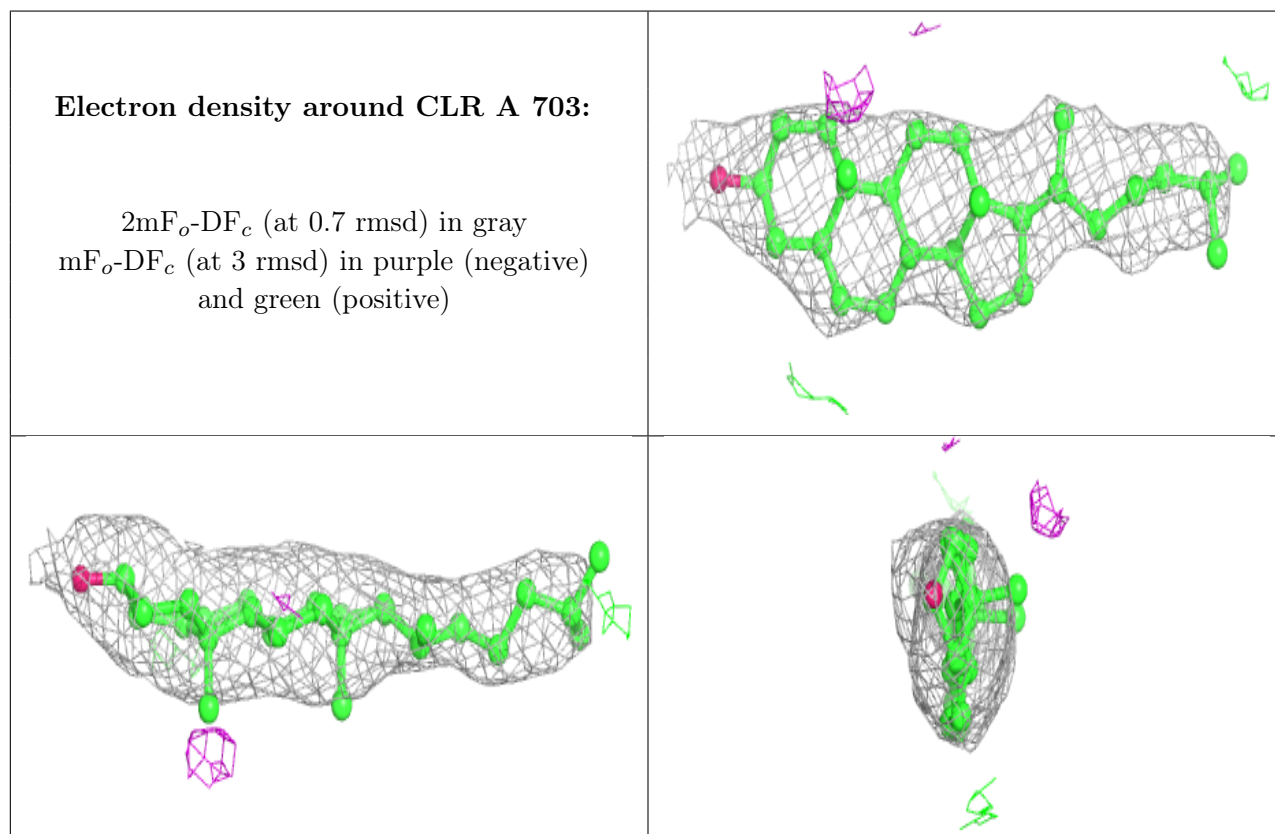 Electron density around CLR A 703:
2mFo-DFc (at 0.7 rmsd) in gray
mFo-DFc (at 3 rmsd) in purple (negative)
and green (positive)